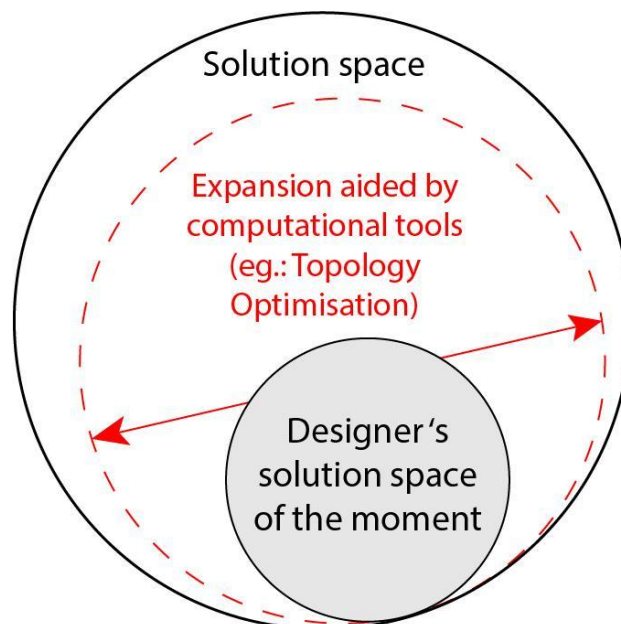 Solution space
Expansion aided by
computational tools
(eg.: Topology
Optimisation)
Designer‘s
solution space
of the moment